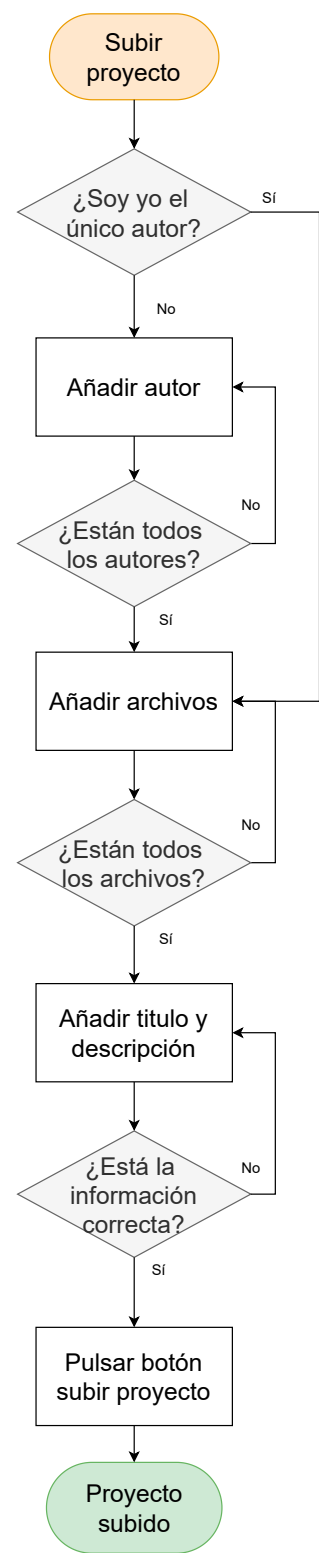 Subir
proyecto
¿Soy yo el
único autor?
Sí
No
Añadir autor
No
¿Están todos
los autores?
Sí
Añadir archivos
No
¿Están todos
los archivos?
Sí
Añadir titulo y
descripción
No
¿Está la
información
correcta?
Sí
Pulsar botón
subir proyecto
Proyecto
subido